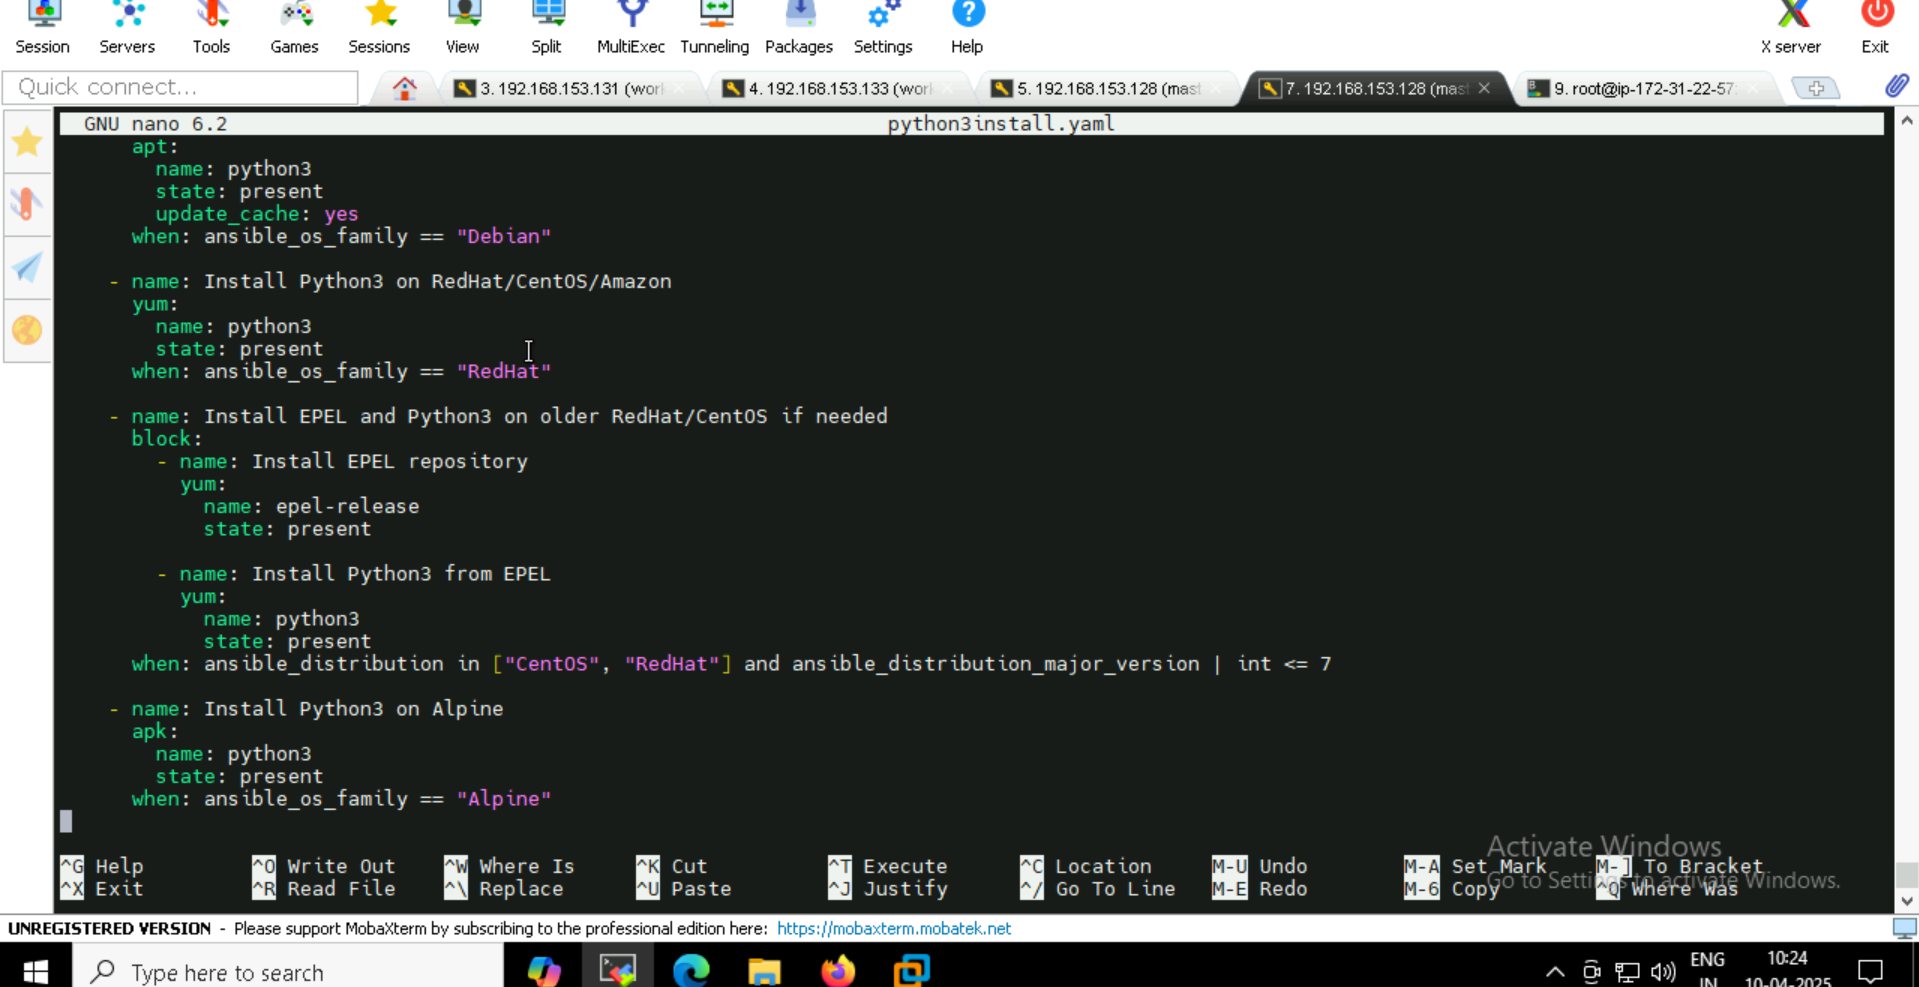 Session Servers Tools Games Sessions View Split MultiExec Tunneling Packages Settings Help X server Exit
Quick connect... 3. 192.168.153.131 (wor 4. 192.168.153.133 (wor 5. 192.168.153.128 (mast 7. 192.168.153.128 (mast 9. root@ip-172-31-22-57
GNU nano 6.2 python3install.yaml
apt:
name: python3
state: present
update_cache: yes
when: ansible_os_family == "Debian"
- name: Install Python3 on RedHat/CentOS/Amazon
yum:
name: python3
state: present
when: ansible_os_family == "RedHat"
- name: Install EPEL and Python3 on older RedHat/CentOS if needed
block:
- name: Install EPEL repository
yum:
name: epel-release
state: present
- name: Install Python3 from EPEL
yum:
name: python3
state: present
when: ansible_distribution in ["CentOS", "RedHat"] and ansible_distribution_major_version | int <= 7
- name: Install Python3 on Alpine
apk:
name: python3
state: present
when: ansible_os_family == "Alpine"
^G Help ^O Write Out ^W Where Is ^K Cut ^T Execute ^C Location M-U Undo M-A Set Mark M-] To Bracket
^X Exit ^R Read File ^\ Replace ^U Paste ^J Justify ^/ Go To Line M-E Redo M-6 Copy ^Q Where Was
Activate Windows
Go to Settings to activate Windows.
UNREGISTERED VERSION - Please support MobaXterm by subscribing to the professional edition here: https://mobaxterm.mobatek.net
Type here to search
ENG
IN
10:24
10-04-2025